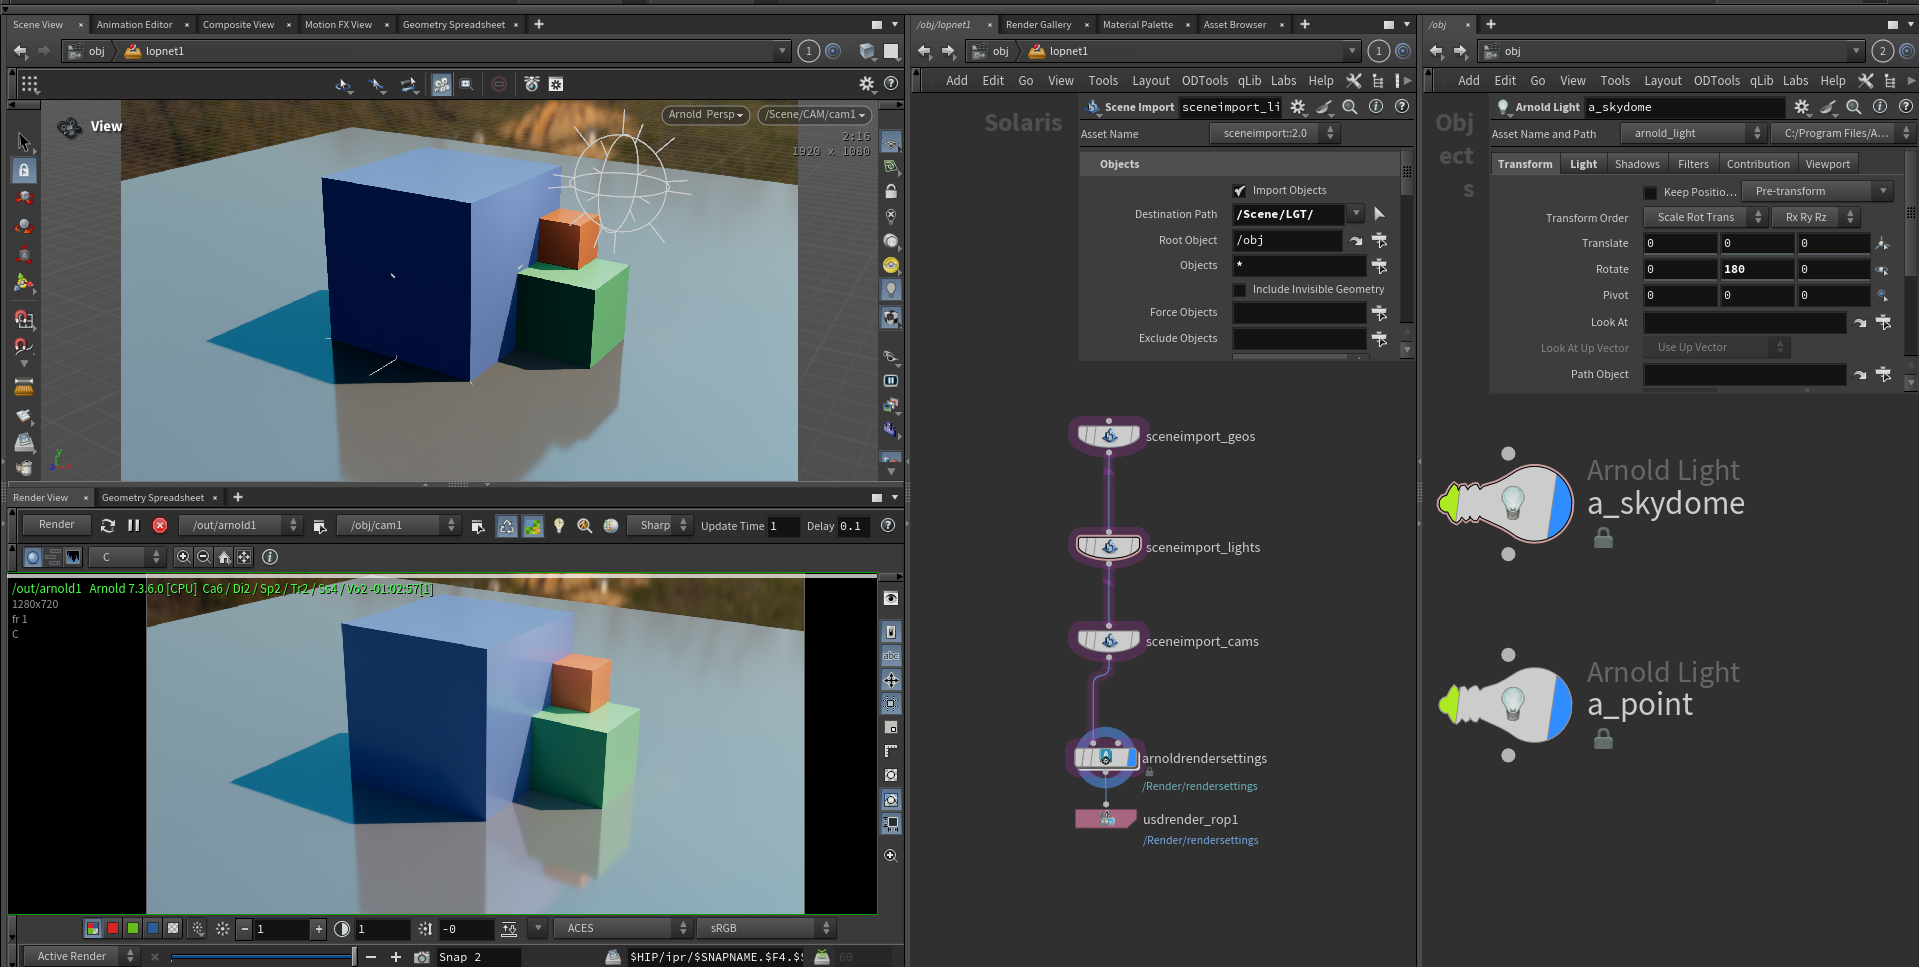 Scene View × Animation Editor × Composite View × Motion FX View × Geometry Spreadsheet × +
obj lopnet1 1
View
Arnold Persp /Scene/CAM/cam1
2:16
1920 x 1080
y
x
Render View × Geometry Spreadsheet × +
Render /out/arnold1 /obj/cam1 Sharp Update Time 1 Delay 0.1
C
/out/arnold1 Arnold 7.3.6.0 [CPU] Ca6 / Di2 / Sp2 / Tr2 / Ss4 / Vo2 -01:02:57[1]
1280x720
fr 1
C
abc
1 + 1 -0 ACES sRGB
Active Render Snap 2 $HIP/ipr/$SNAPNAME.$F4.$ 60
/obj/lopnet1 × Render Gallery × Material Palette × Asset Browser × +
obj lopnet1 1
Add Edit Go View Tools Layout ODTools qLib Labs Help
Solaris
Scene Import sceneimport_li
Asset Name sceneimport::2.0
Objects
Import Objects
Destination Path /Scene/LGT/
Root Object /obj
Objects *
Include Invisible Geometry
Force Objects
Exclude Objects
sceneimport_geos
sceneimport_lights
sceneimport_cams
arnoldrendersettings
/Render/rendersettings
usdrender_rop1
/Render/rendersettings
/obj × +
obj 2
Add Edit Go View Tools Layout ODTools qLib Labs Help
Obj
ect
s
Arnold Light a_skydome
Asset Name and Path arnold_light C:/Program Files/A...
Transform Light Shadows Filters Contribution Viewport
Keep Positio... Pre-transform
Transform Order Scale Rot Trans Rx Ry Rz
Translate 0 0 0
Rotate 0 180 0
Pivot 0 0 0
Look At
Look At Up Vector Use Up Vector
Path Object
Arnold Light
a_skydome
Arnold Light
a_point